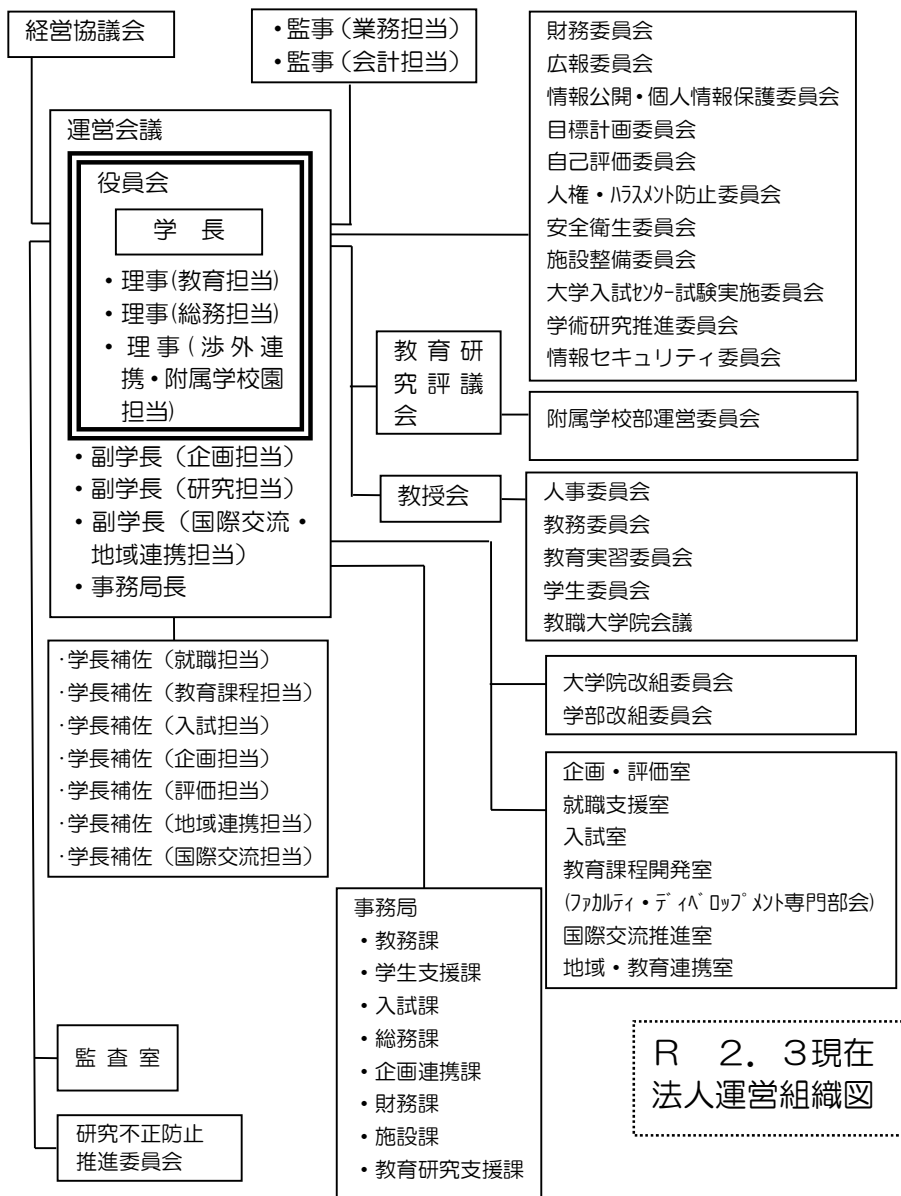 経営協議会
・監事（業務担当）
・監事（会計担当）
財務委員会
広報委員会
情報公開・個人情報保護委員会
目標計画委員会
自己評価委員会
人権・ﾊﾗｽﾒﾝﾄ防止委員会
安全衛生委員会
施設整備委員会
大学入試ｾﾝﾀｰ試験実施委員会
学術研究推進委員会
情報セキュリティ委員会
運営会議
役員会
学　長
・理事(教育担当)
・理事(総務担当)
・理事(渉外連
携・附属学校園
担当)
・副学長（企画担当）
・副学長（研究担当）
・副学長（国際交流・
地域連携担当）
・事務局長
教育研
究評議
会
附属学校部運営委員会
教授会
人事委員会
教務委員会
教育実習委員会
学生委員会
教職大学院会議
・学長補佐（就職担当）
・学長補佐（教育課程担当）
・学長補佐（入試担当）
・学長補佐（企画担当）
・学長補佐（評価担当）
・学長補佐（地域連携担当）
・学長補佐（国際交流担当）
大学院改組委員会
学部改組委員会
企画・評価室
就職支援室
入試室
教育課程開発室
(ﾌｧｶﾙﾃｨ・ﾃﾞｨﾍﾞﾛｯﾌﾟﾒﾝﾄ専門部会)
国際交流推進室
地域・教育連携室
事務局
・教務課
・学生支援課
・入試課
・総務課
・企画連携課
・財務課
・施設課
・教育研究支援課
監査室
研究不正防止
推進委員会
Ｒ　２．３現在
法人運営組織図